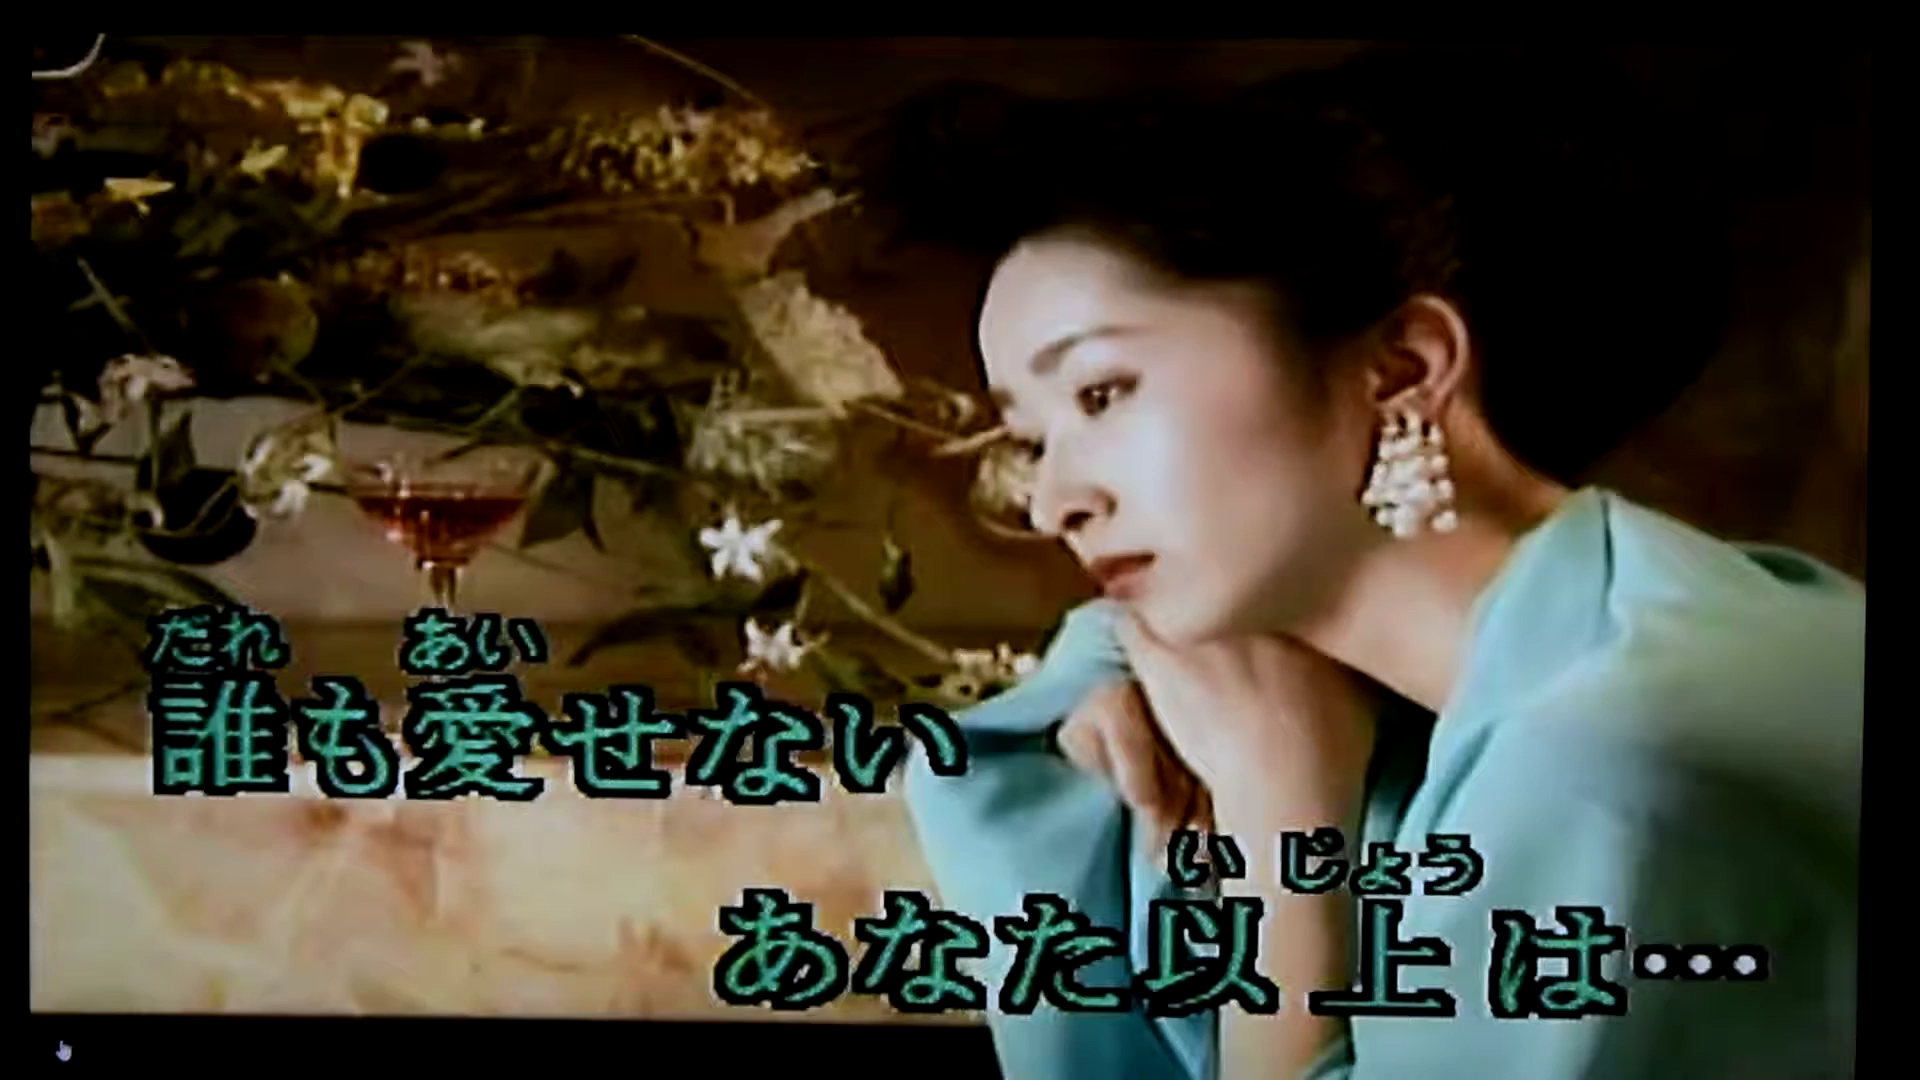 だれ あい
誰も愛せない
いじょう
あなた以上は…